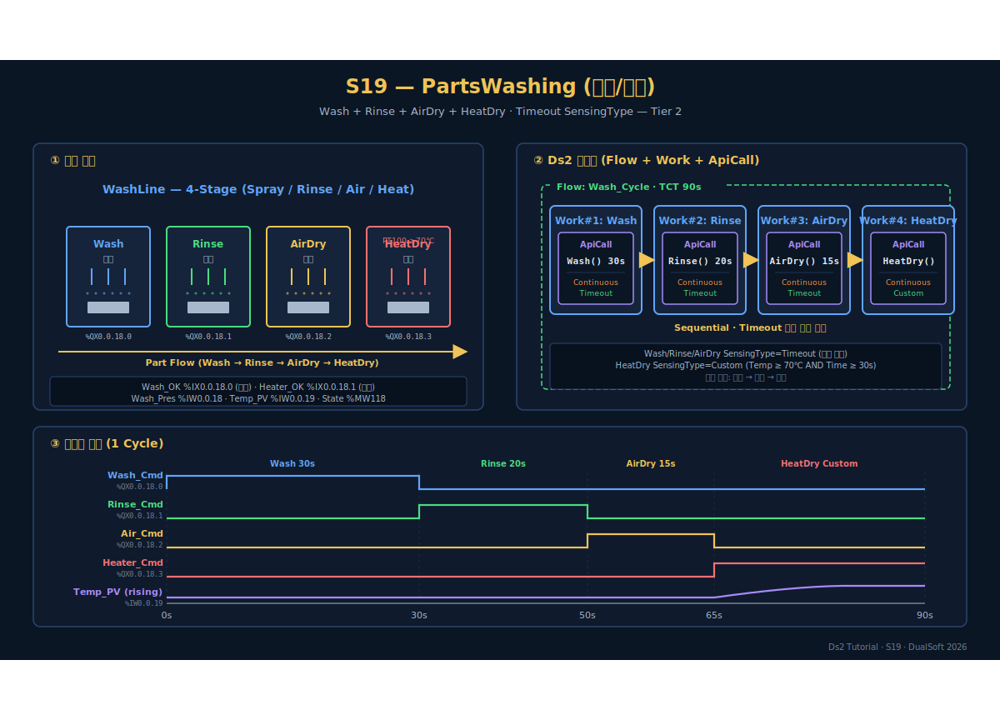 S19 — PartsWashing
Wash + Rinse + AirDry + HeatDry · Timeout SensingType — Tier 2
①
WashLine — 4-Stage (Spray / Rinse / Air / Heat)
Wash
Rinse
AirDry
HeatDry
%QX0.0.18.0
%QX0.0.18.1
%QX0.0.18.2
%QX0.0.18.3
Part Flow (Wash → Rinse → AirDry → HeatDry)
Wash_OK %IX0.0.18.0 · Heater_OK %IX0.0.18.1
Wash_Pres %IW0.0.18 · Temp_PV %IW0.0.19 · State %MW118
② Ds2 (Flow + Work + ApiCall)
Flow: Wash_Cycle · TCT 90s
Work#1: Wash
ApiCall
Wash() 30s
Continuous
Timeout
Work#2: Rinse
ApiCall
Rinse() 20s
Continuous
Timeout
Work#3: AirDry
ApiCall
AirDry() 15s
Continuous
Timeout
Work#4: HeatDry
ApiCall
HeatDry()
Continuous
Custom
Sequential · Timeout
Wash/Rinse/AirDry SensingType=Timeout
HeatDry SensingType=Custom (Temp ≥ 70℃ AND Time ≥ 30s)
③ (1 Cycle)
Wash 30s
Rinse 20s
AirDry 15s
HeatDry Custom
Wash_Cmd
%QX0.0.18.0
Rinse_Cmd
%QX0.0.18.1
Air_Cmd
%QX0.0.18.2
Heater_Cmd
%QX0.0.18.3
Temp_PV (rising)
%IW0.0.19
0s
30s
50s
65s
90s
Ds2 Tutorial · S19 · DualSoft 2026